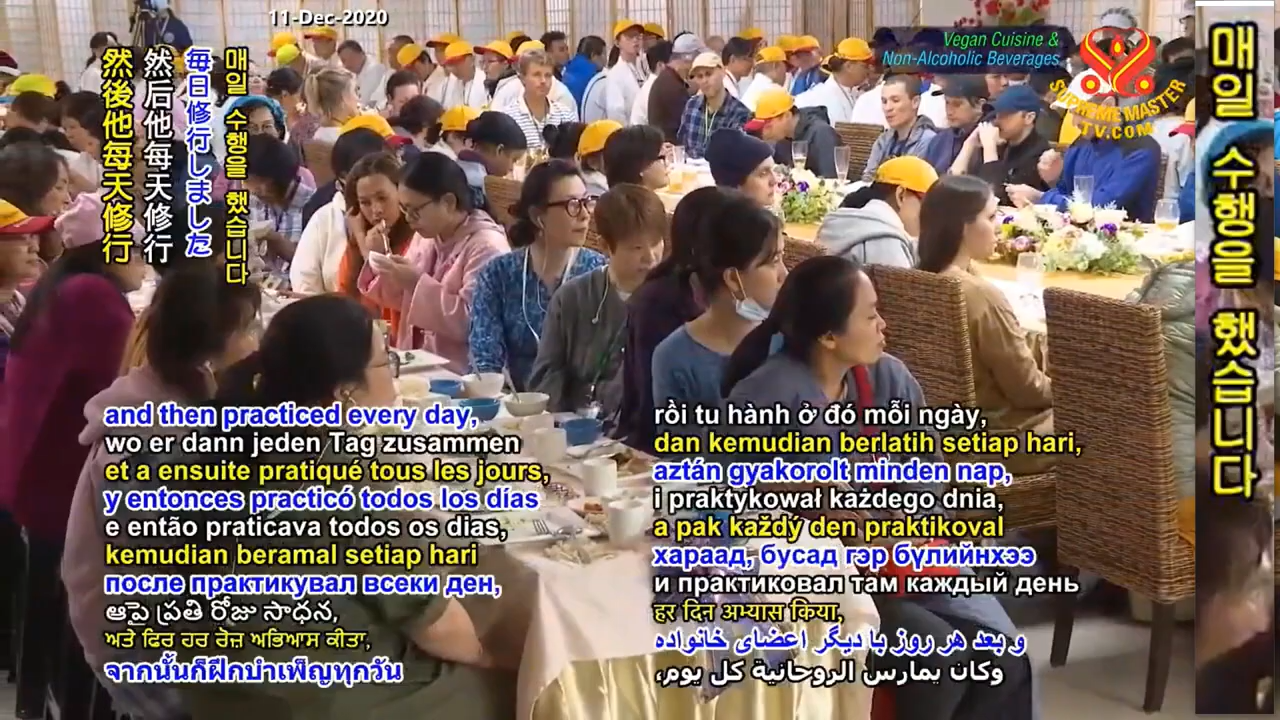 11-Dec-2020
Vegan Cuisine &
Non-Alcoholic Beverages
SUPREME MASTER
TV.COM
매일 수행을 했습니다
毎日修行しました
然后他每天修行
然後他每天修行
매일 수행을 했습니다
and then practiced every day,
wo er dann jeden Tag zusammen
et a ensuite pratiqué tous les jours,
y entonces practicó todos los días
e então praticava todos os dias,
kemudian beramal setiap hari
после практикувал всеки ден,
ఆపై ప్రతి రోజు సాధన,
ਅਤੇ ਫਿਰ ਹਰ ਰੋਜ਼ ਅਭਿਆਸ ਕੀਤਾ,
จากนั้นก็ฝึกบำเพ็ญทุกวัน
rồi tu hành ở đó mỗi ngày,
dan kemudian berlatih setiap hari,
aztán gyakorolt minden nap,
i praktykował każdego dnia,
a pak každý den praktikoval
хараад, бусад гэр бүлийнхээ
и практиковал там каждый день
हर दिन अभ्यास किया,
و بعد هر روز با دیگر اعضای خانواده
وكان يمارس الروحانية كل يوم،